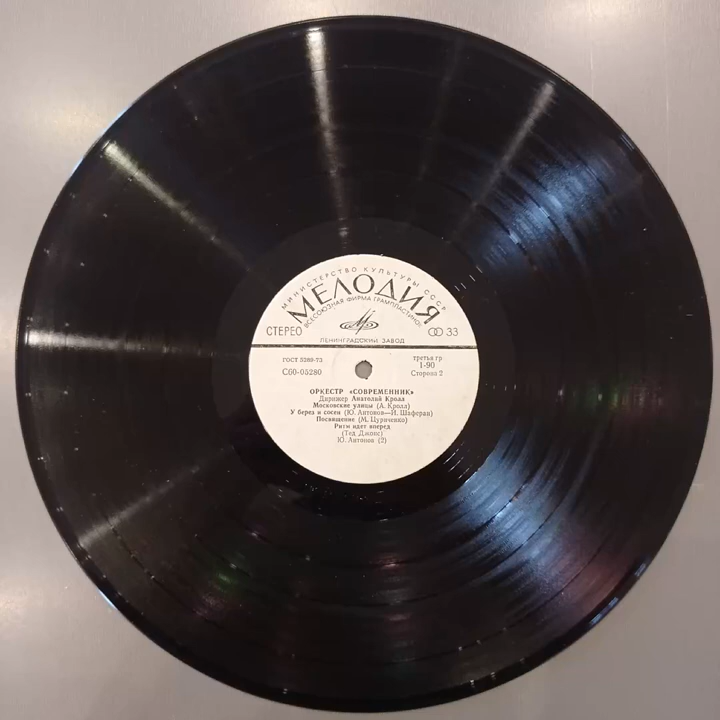 МИНИСТЕРСТВО КУЛЬТУРЫ СССР
МЕЛОДИЯ
ВСЕСОЮЗНАЯ ФИРМА ГРАМПЛАСТИНОК
СТЕРЕО
33
ЛЕНИНГРАДСКИЙ ЗАВОД
ГОСТ 5289-73
третья гр.
С60-05280
1-90
Сторона 2
ОРКЕСТР «СОВРЕМЕННИК»
Дирижер Анатолий Кролл
Московские улицы (А. Кролл)
У берез и сосен (Ю. Антонов—И. Шаферан)
Посвящение (М. Цуриченко)
Ригги идет вперед
(Тед Джонс)
Ю. Антонов (2)